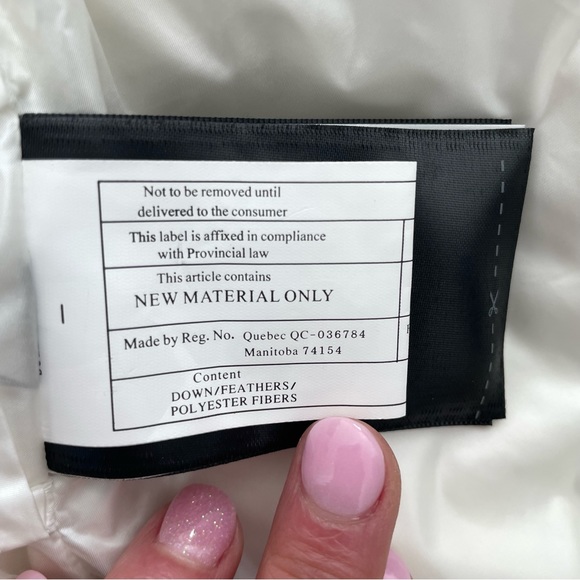 Not to be removed until
delivered to the consumer
This label is affixed in compliance
with Provincial law
This article contains
NEW MATERIAL ONLY
Made by Reg. No. Quebec QC-036784
Manitoba 74154
Content
DOWN/FEATHERS/
POLYESTER FIBERS